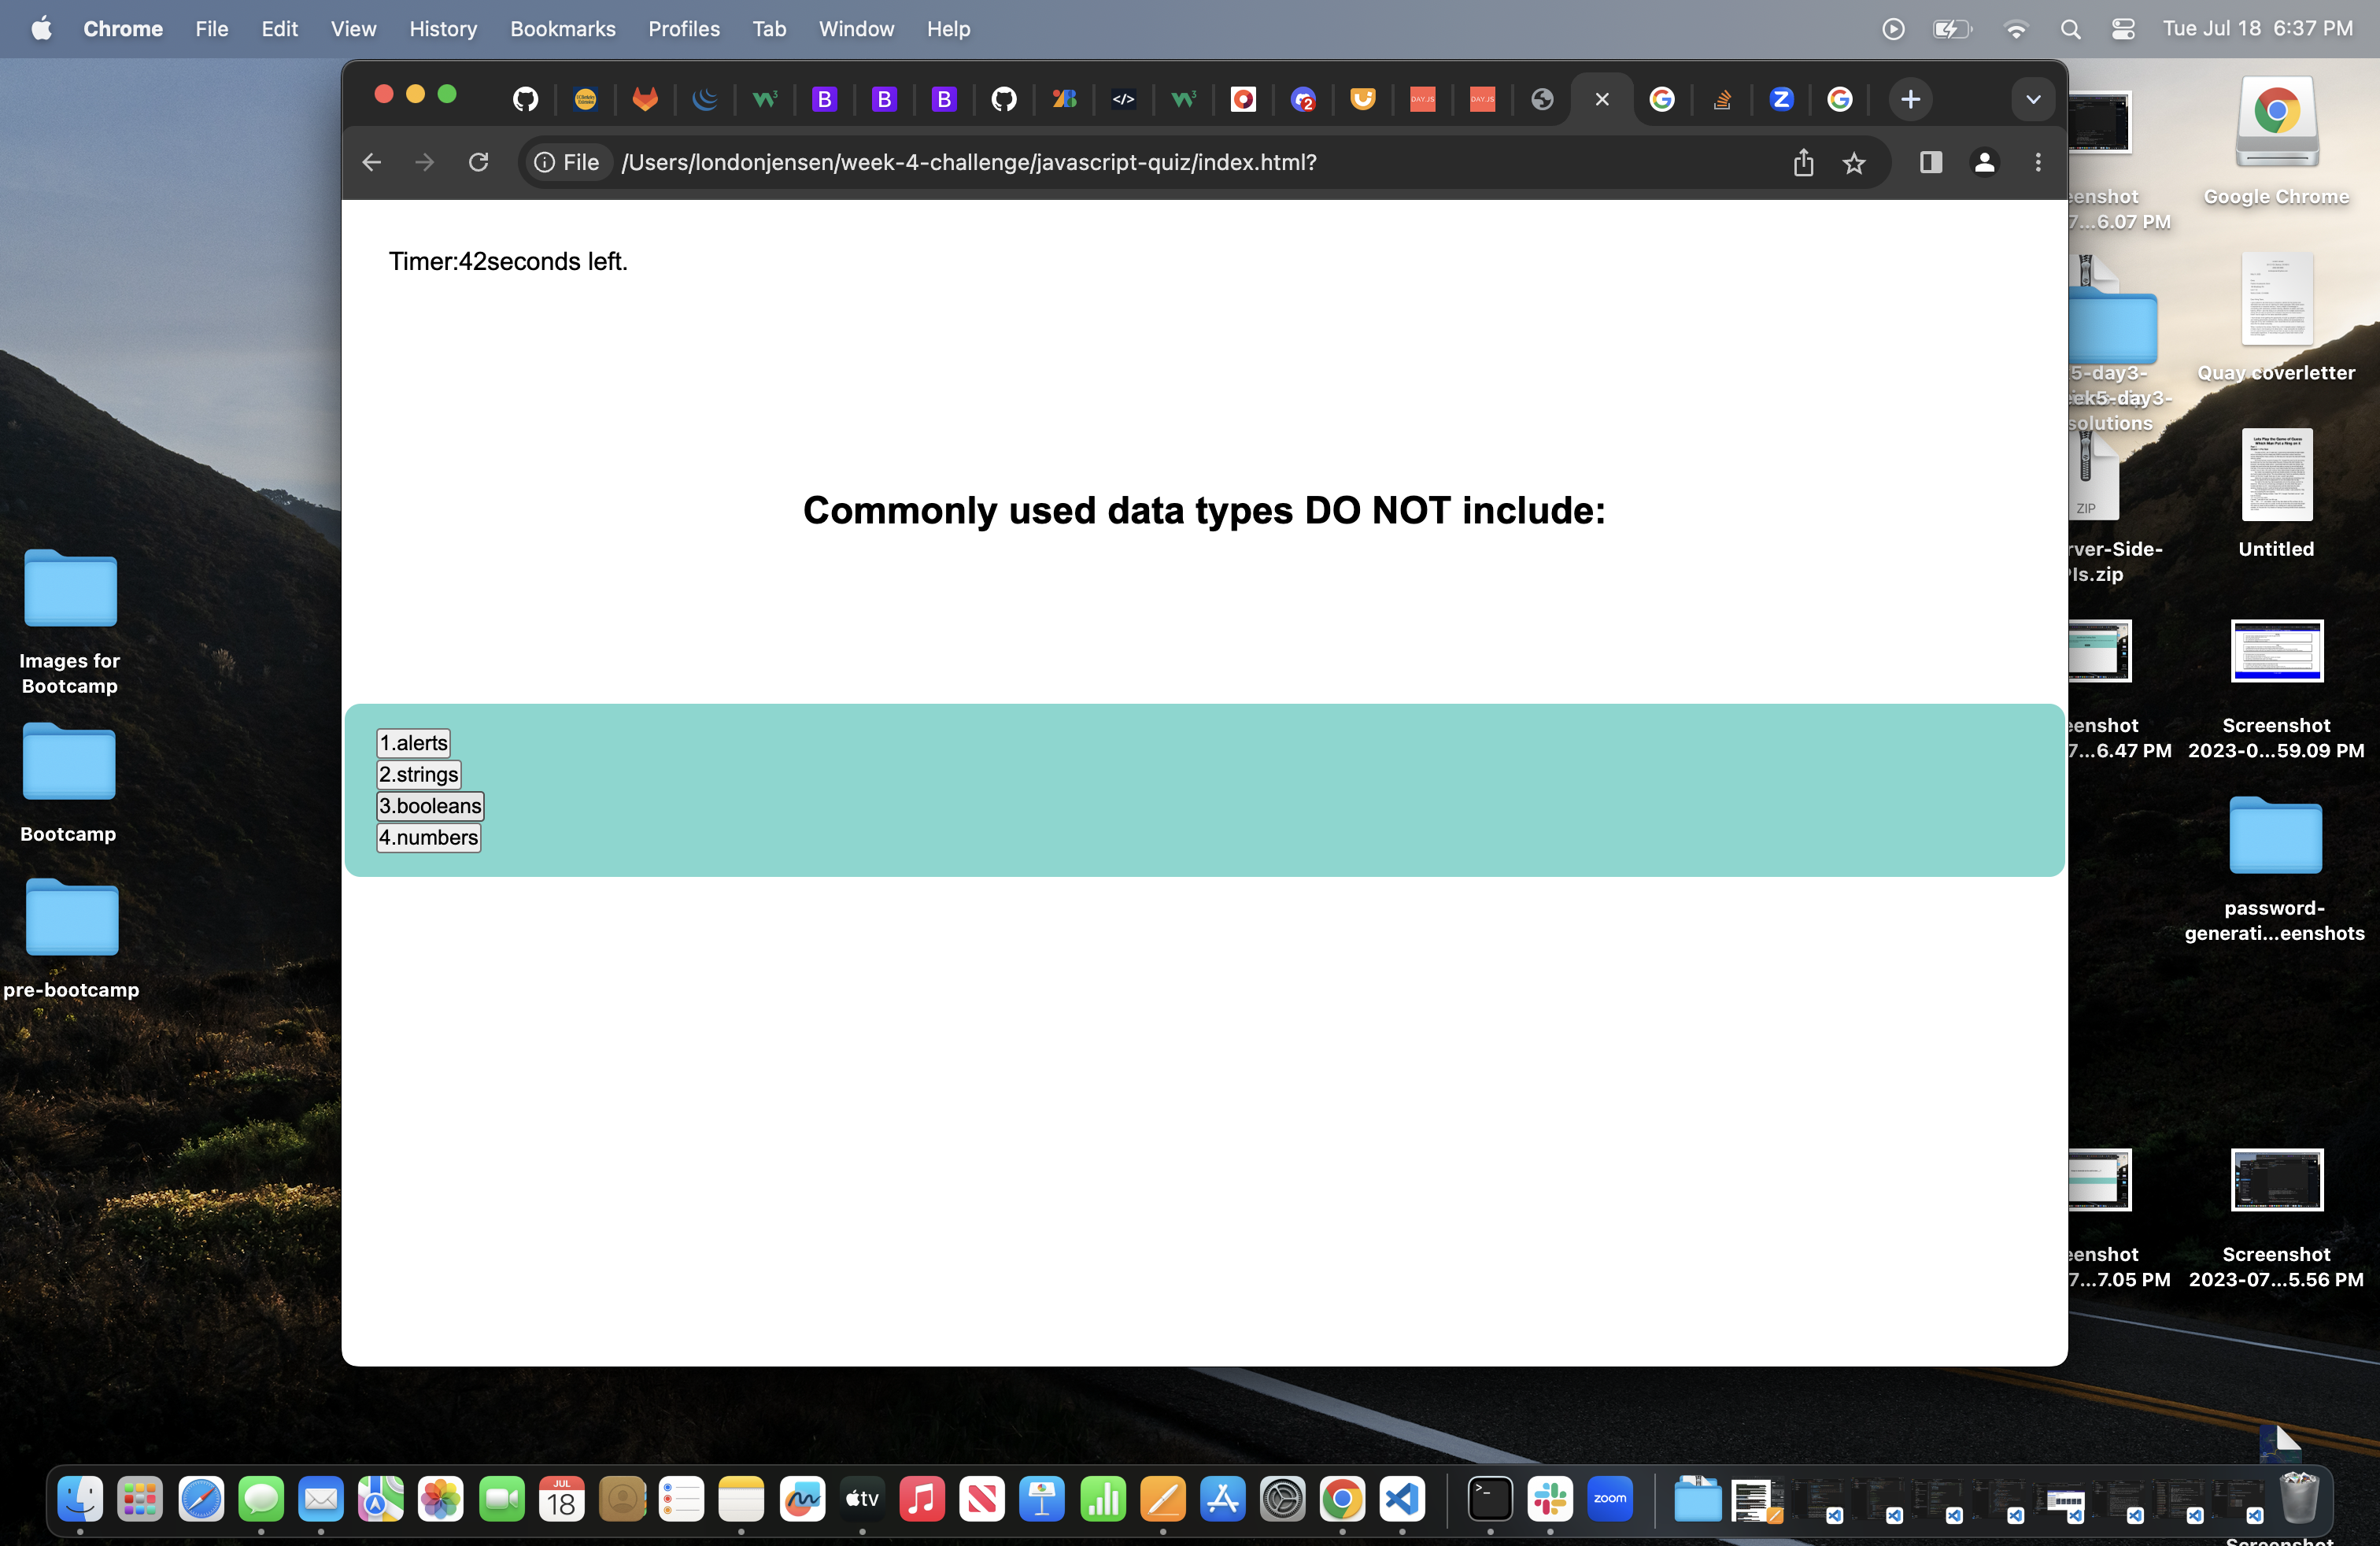 Chrome File Edit View History Bookmarks Profiles Tab Window Help Tue Jul 18 6:37 PM
File /Users/londonjensen/week-4-challenge/javascript-quiz/index.html?
Timer:42seconds left.
Commonly used data types DO NOT include:
1.alerts
2.strings
3.booleans
4.numbers
Images for
Bootcamp
Bootcamp
pre-bootcamp
eenshot
7...6.07 PM
Google Chrome
5-day3-
ek5-day3-
solutions
Quay coverletter
ZIP
rver-Side-
PIs.zip
Untitled
eenshot
7...6.47 PM
Screenshot
2023-0...59.09 PM
password-
generati...eenshots
eenshot
7...7.05 PM
Screenshot
2023-07...5.56 PM
JUL
18
tv
zoom
Screenshot